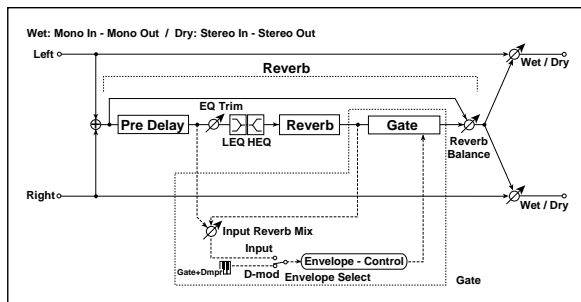 Wet: Mono In - Mono Out / Dry: Stereo In - Stereo Out
Left
Wet / Dry
Reverb
EQ Trim
Pre Delay
LEQ HEQ
Reverb
Gate
Reverb
Balance
Right
Wet / Dry
Input Reverb Mix
Input
Envelope - Control
Gate+Dmpr
D-mod
Envelope Select
Gate